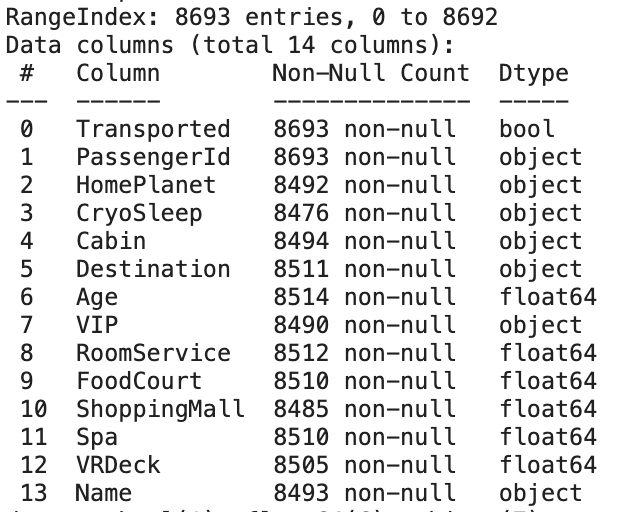 RangeIndex: 8693 entries, 0 to 8692
Data columns (total 14 columns):
 #   Column        Non-Null Count  Dtype
---  ------        --------------  -----
 0   Transported   8693 non-null   bool
 1   PassengerId   8693 non-null   object
 2   HomePlanet    8492 non-null   object
 3   CryoSleep     8476 non-null   object
 4   Cabin         8494 non-null   object
 5   Destination   8511 non-null   object
 6   Age           8514 non-null   float64
 7   VIP           8490 non-null   object
 8   RoomService   8512 non-null   float64
 9   FoodCourt     8510 non-null   float64
 10  ShoppingMall  8485 non-null   float64
 11  Spa           8510 non-null   float64
 12  VRDeck        8505 non-null   float64
 13  Name          8493 non-null   object